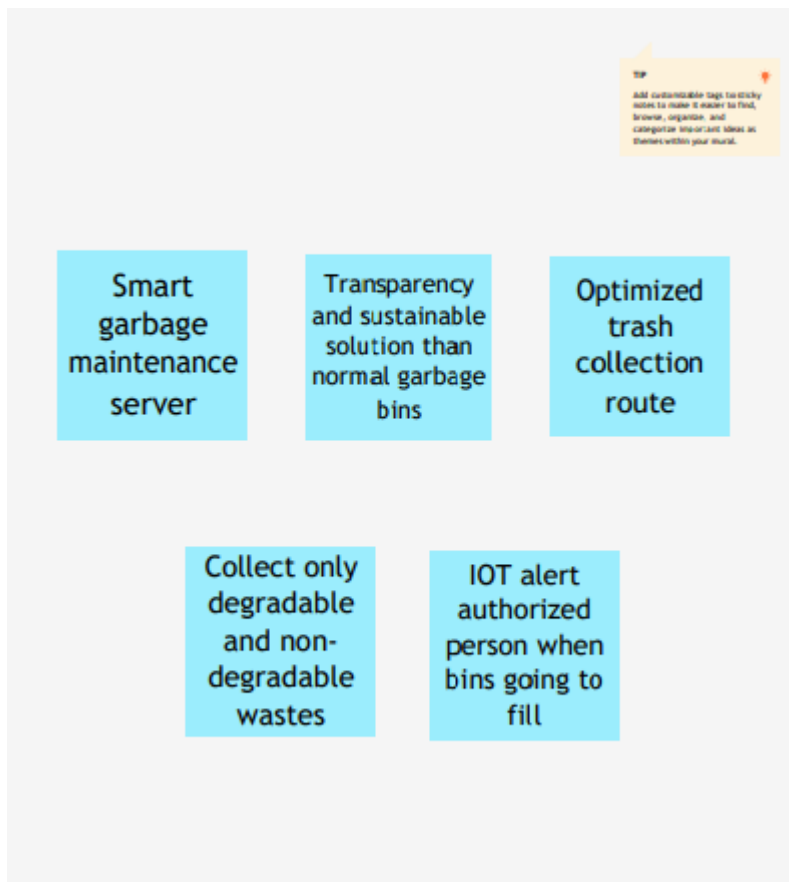 TIP
Add customizable tags to sticky
notes to make it easier to find,
browse, organize, and
categorize important ideas as
themes within your mural.
Smart
garbage
maintenance
server
Transparency
and sustainable
solution than
normal garbage
bins
Optimized
trash
collection
route
Collect only
degradable
and non-
degradable
wastes
IOT alert
authorized
person when
bins going to
fill